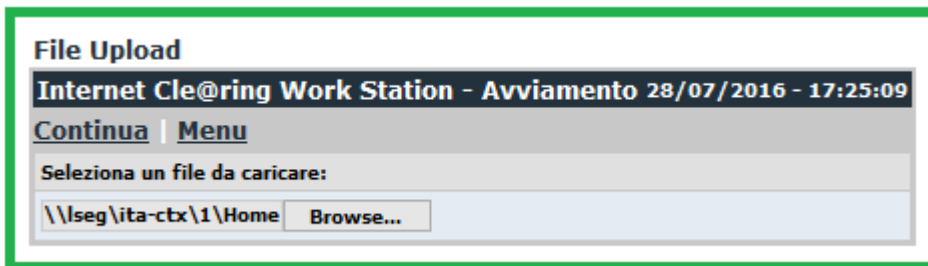 File Upload
Internet Cle@ring Work Station - Avviamento 28/07/2016 - 17:25:09
Continua | Menu
Seleziona un file da caricare:
\\lseg\ita-ctx\1\Home Browse...